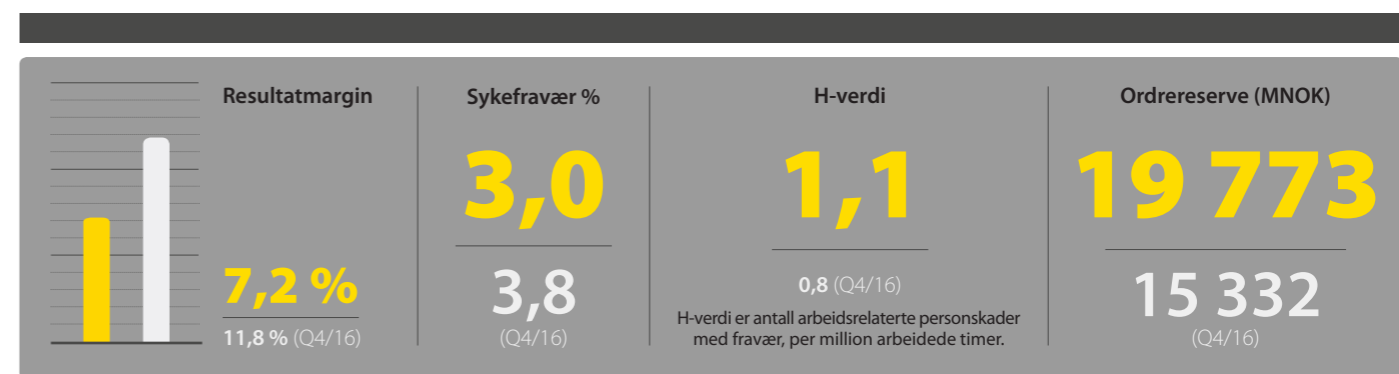 Resultatmargin
7,2 %
11,8 % (Q4/16)
Sykefravær %
3,0
3,8
(Q4/16)
H-verdi
1,1
0,8 (Q4/16)
H-verdi er antall arbeidsrelaterte personskader
med fravær, per million arbeidede timer.
Ordrereserve (MNOK)
19 773
15 332
(Q4/16)